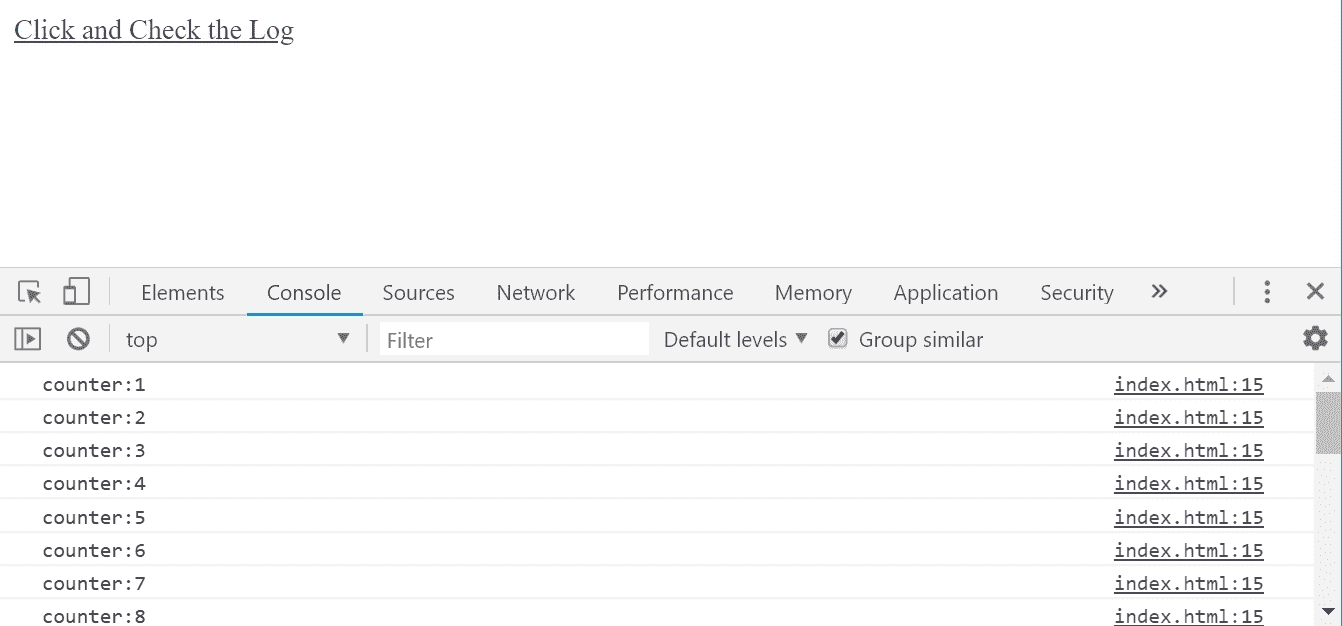 Click and Check the Log
Elements Console Sources Network Performance Memory Application Security »
top Filter Default levels Group similar
counter:1 index.html:15
counter:2 index.html:15
counter:3 index.html:15
counter:4 index.html:15
counter:5 index.html:15
counter:6 index.html:15
counter:7 index.html:15
counter:8 index.html:15